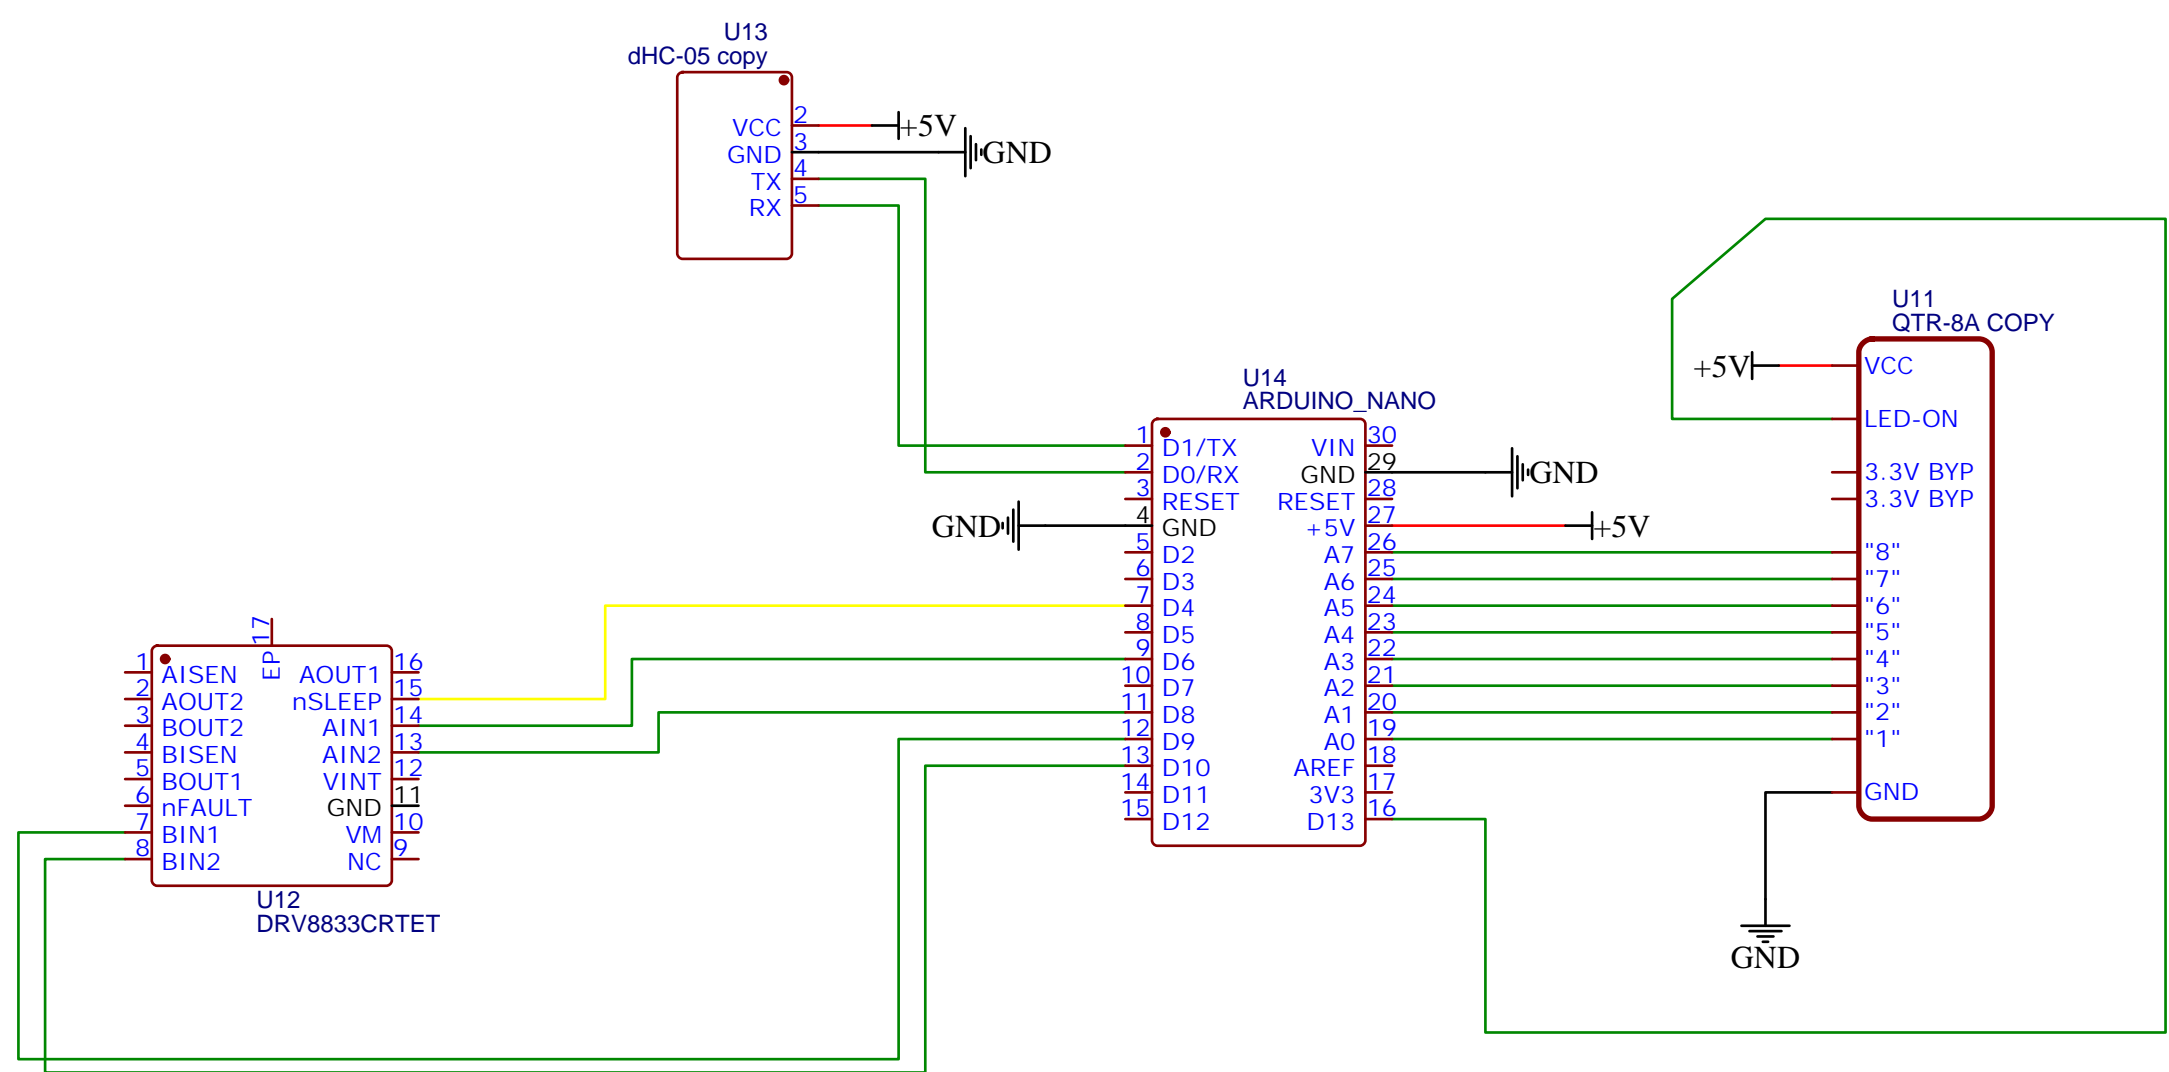 U13
dHC-05 copy
VCC 2 +5V
GND 3 GND
TX 4
RX 5
U11
QTR-8A COPY
+5V VCC
LED-ON
3.3V BYP
3.3V BYP
"8"
"7"
"6"
"5"
"4"
"3"
"2"
"1"
GND
GND
U14
ARDUINO_NANO
1 D1/TX VIN 30
2 D0/RX GND 29 GND
3 RESET RESET 28
GND 4 GND +5V 27 +5V
5 D2 A7 26
6 D3 A6 25
7 D4 A5 24
8 D5 A4 23
9 D6 A3 22
10 D7 A2 21
11 D8 A1 20
12 D9 A0 19
13 D10 AREF 18
14 D11 3V3 17
15 D12 D13 16
17
EP
1 AISEN AOUT1 16
2 AOUT2 nSLEEP 15
3 BOUT2 AIN1 14
4 BISEN AIN2 13
5 BOUT1 VINT 12
6 nFAULT GND 11
7 BIN1 VM 10
8 BIN2 NC 9
U12
DRV8833CRTET